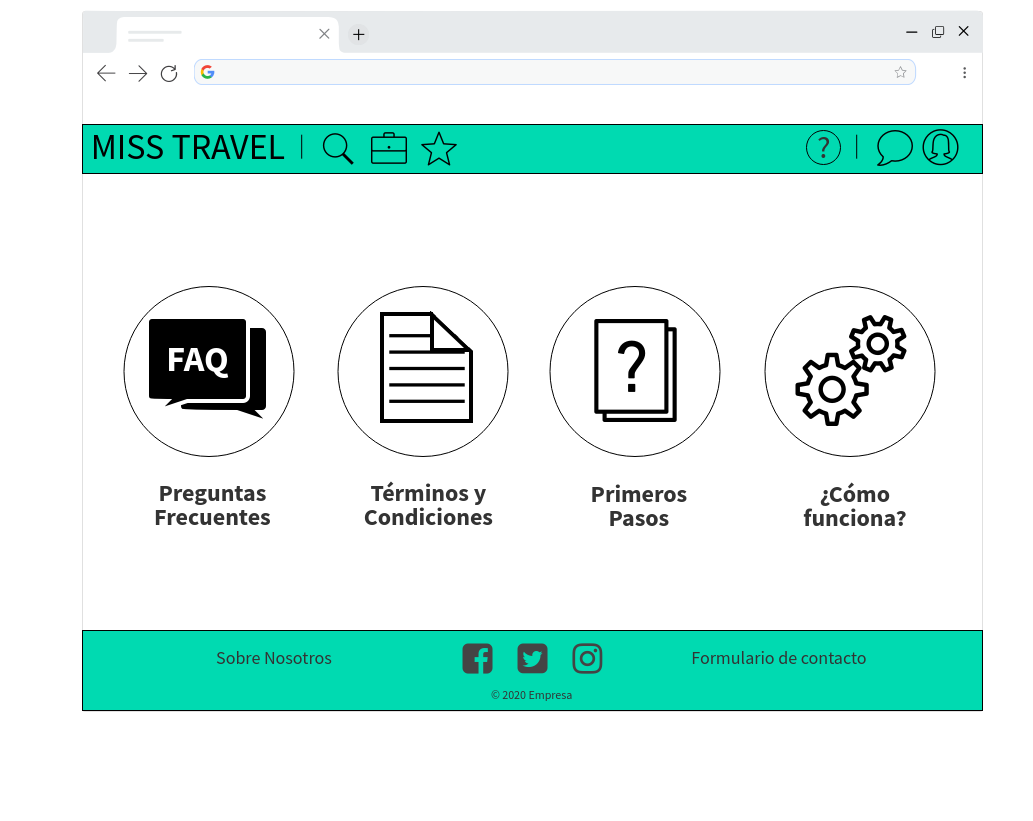 MISS TRAVEL
?
FAQ
?
Preguntas
Frecuentes
Términos y
Condiciones
Primeros
Pasos
¿Cómo
funciona?
Sobre Nosotros
Formulario de contacto
© 2020 Empresa